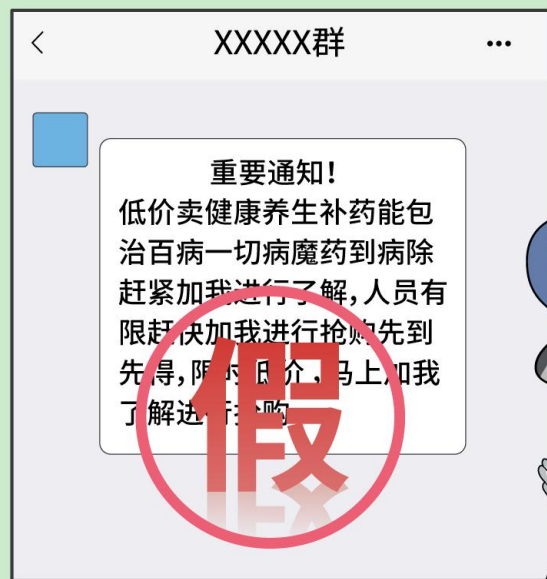 XXXXX群
重要通知！
低价卖健康养生补药能包
治百病一切病魔药到病除
赶紧加我进行了解,人员有
限赶快加我进行抢购先到
先得,限时低价,马上加我
了解进行抢购
假